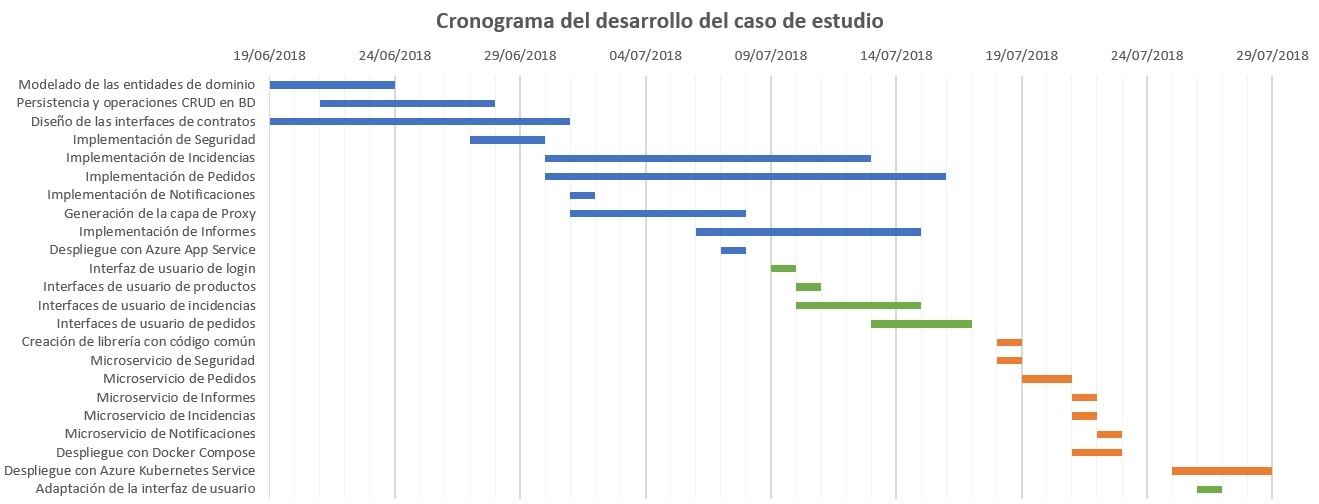 Cronograma del desarrollo del caso de estudio
19/06/2018 24/06/2018 29/06/2018 04/07/2018 09/07/2018 14/07/2018 19/07/2018 24/07/2018 29/07/2018
Modelado de las entidades de dominio
Persistencia y operaciones CRUD en BD
Diseño de las interfaces de contratos
Implementación de Seguridad
Implementación de Incidencias
Implementación de Pedidos
Implementación de Notificaciones
Generación de la capa de Proxy
Implementación de Informes
Despliegue con Azure App Service
Interfaz de usuario de login
Interfaces de usuario de productos
Interfaces de usuario de incidencias
Interfaces de usuario de pedidos
Creación de librería con código común
Microservicio de Seguridad
Microservicio de Pedidos
Microservicio de Informes
Microservicio de Incidencias
Microservicio de Notificaciones
Despliegue con Docker Compose
Despliegue con Azure Kubernetes Service
Adaptación de la interfaz de usuario